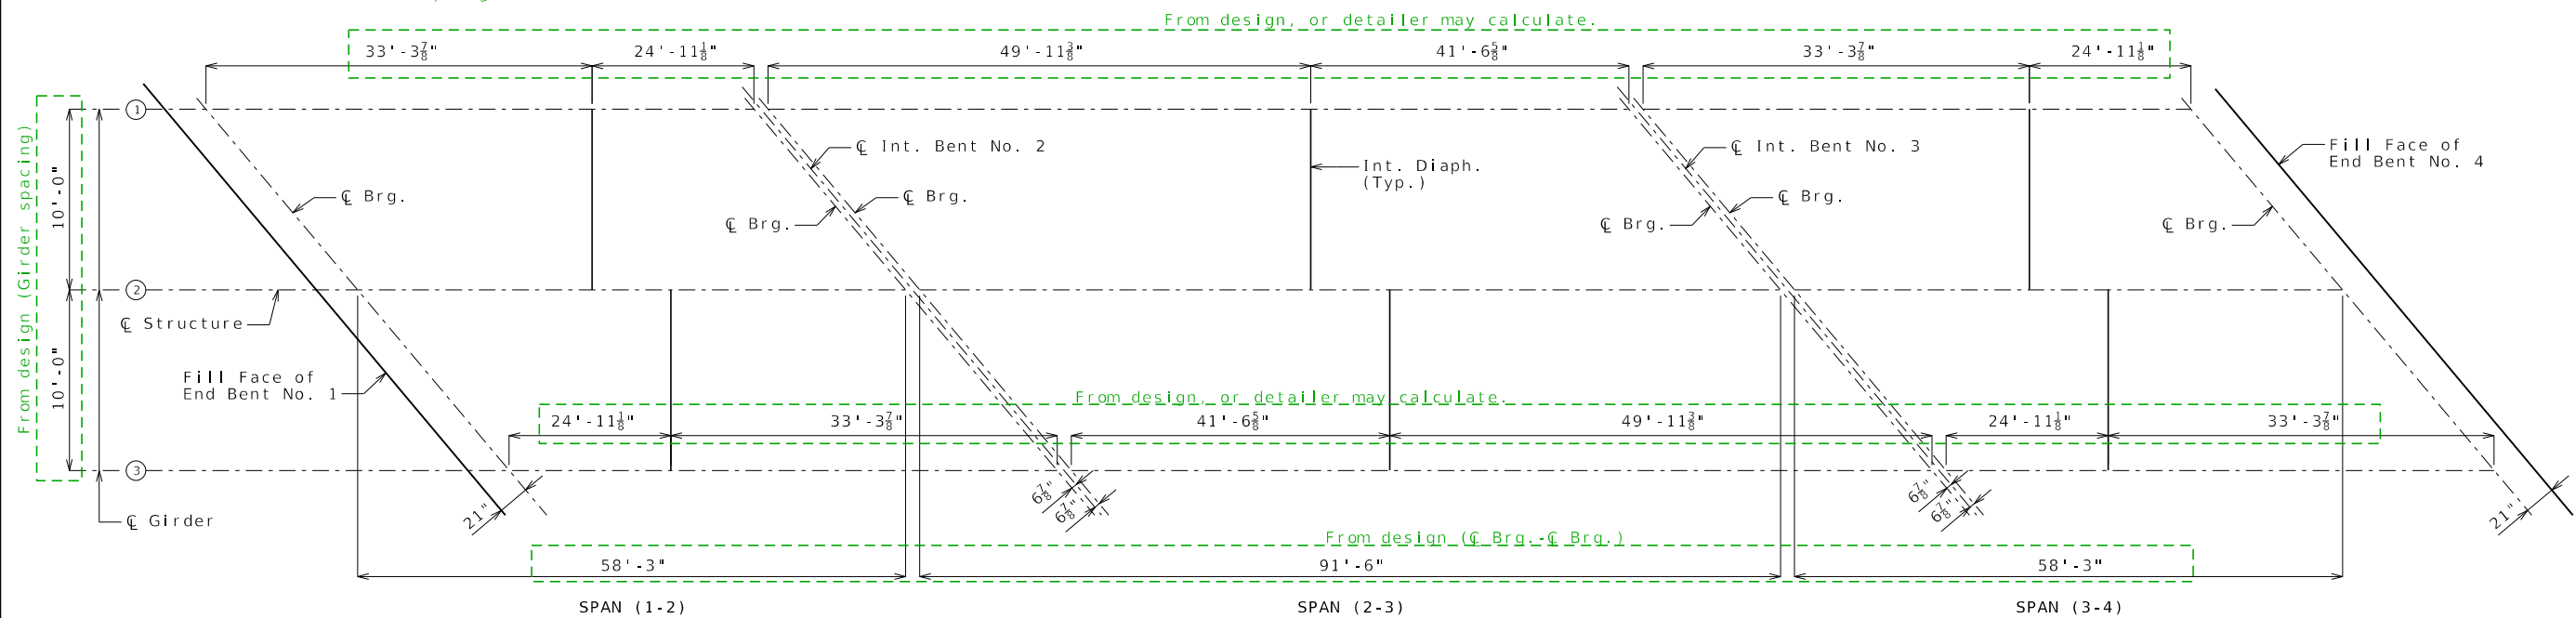 From design, or detailer may calculate.
33'-3⅞" 24'-11⅛" 49'-11⅜" 41'-6⅝" 33'-3⅞" 24'-11⅛"
1
℄ Int. Bent No. 2
℄ Int. Bent No. 3
Fill Face of
End Bent No. 4
Int. Diaph.
(Typ.)
℄ Brg.
℄ Brg.
℄ Brg.
℄ Brg.
℄ Brg.
℄ Brg.
From design (Girder spacing)
10'-0"
2
℄ Structure
10'-0"
Fill Face of
End Bent No. 1
From design, or detailer may calculate.
24'-11⅛" 33'-3⅞" 41'-6⅝" 49'-11⅜" 24'-11⅛" 33'-3⅞"
3
21"
6⅞"
6⅞"
6⅞"
6⅞"
21"
℄ Girder
From design (℄ Brg.-℄ Brg.)
58'-3" 91'-6" 58'-3"
SPAN (1-2) SPAN (2-3) SPAN (3-4)